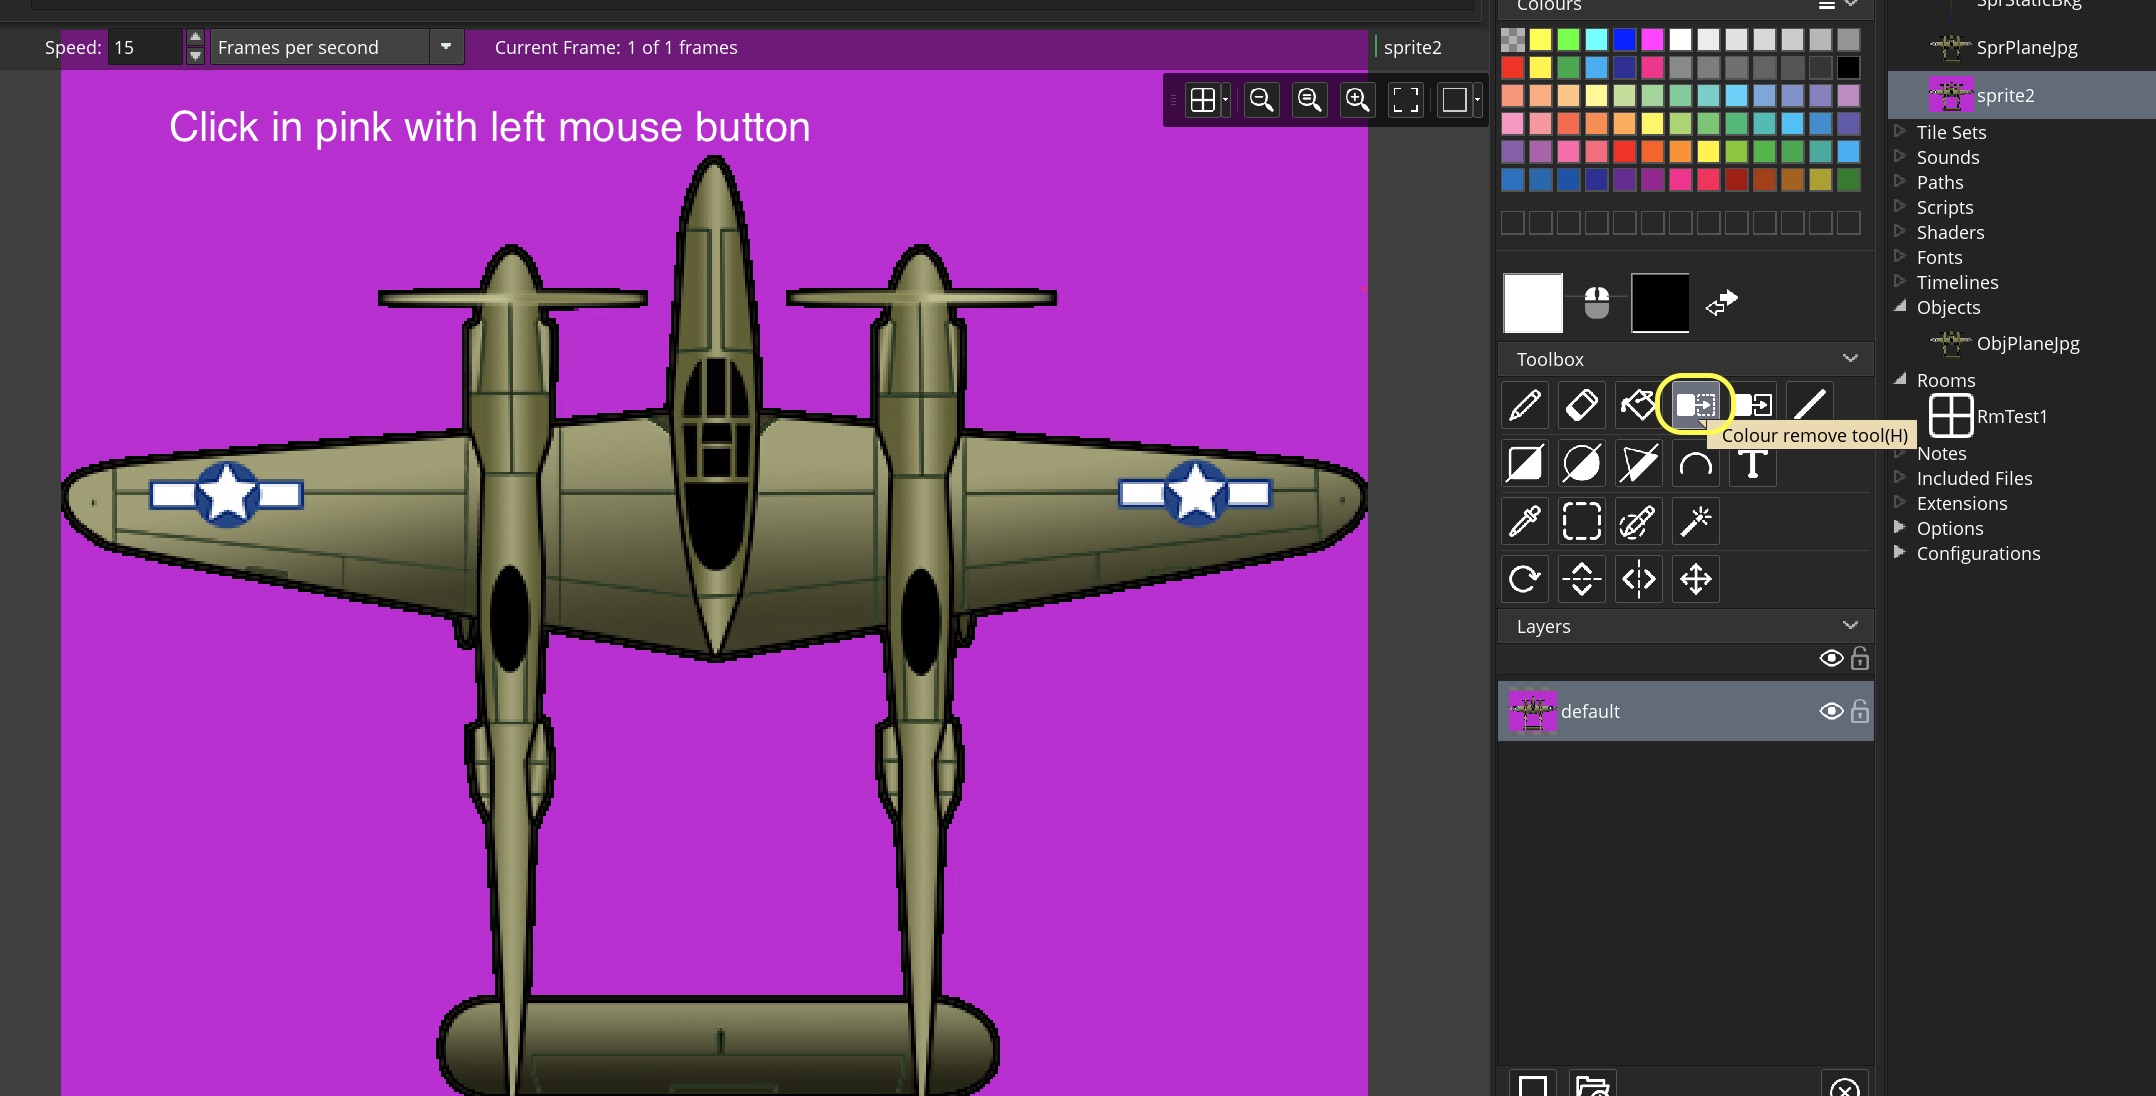 Colours
SprStaticBkg
Speed: 15
Frames per second
Current Frame: 1 of 1 frames
sprite2
SprPlaneJpg
sprite2
Click in pink with left mouse button
Tile Sets
Sounds
Paths
Scripts
Shaders
Fonts
Timelines
Objects
ObjPlaneJpg
Toolbox
Rooms
RmTest1
Colour remove tool(H)
T
Notes
Included Files
Extensions
Options
Configurations
Layers
default